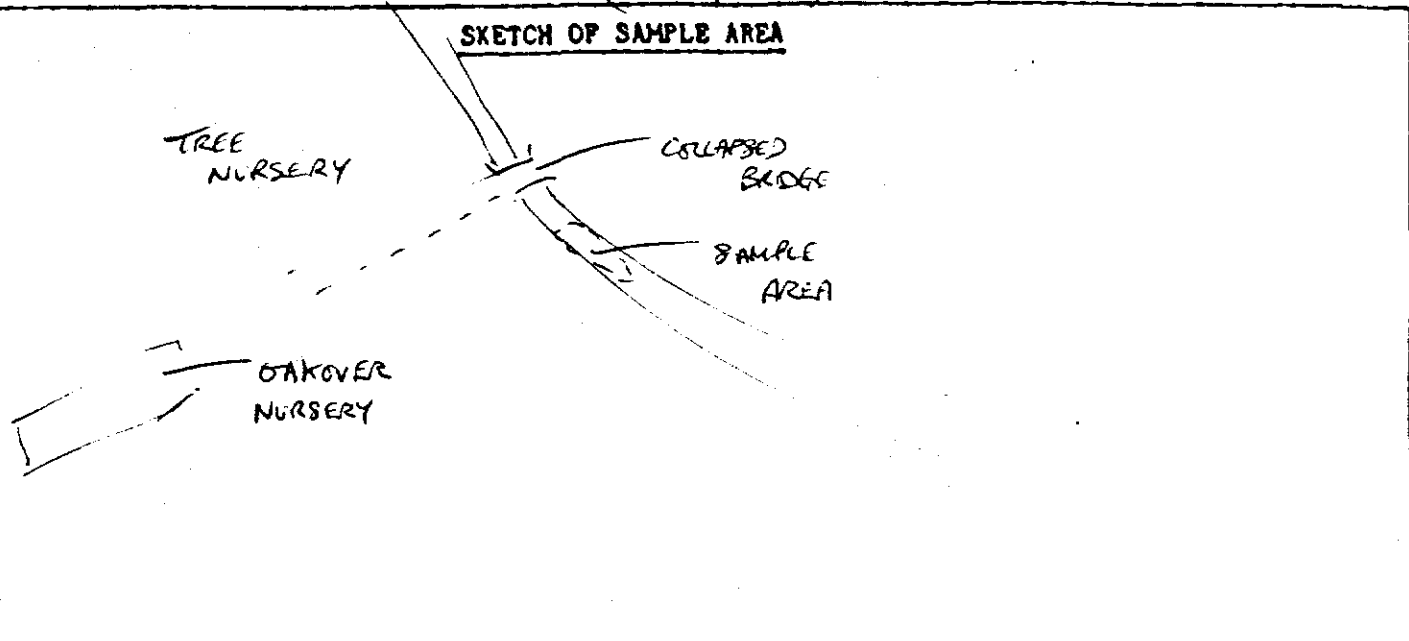 SKETCH OF SAMPLE AREA
TREE
NURSERY
COLLAPSED
BRIDGE
SAMPLE
AREA
OAKOVER
NURSERY